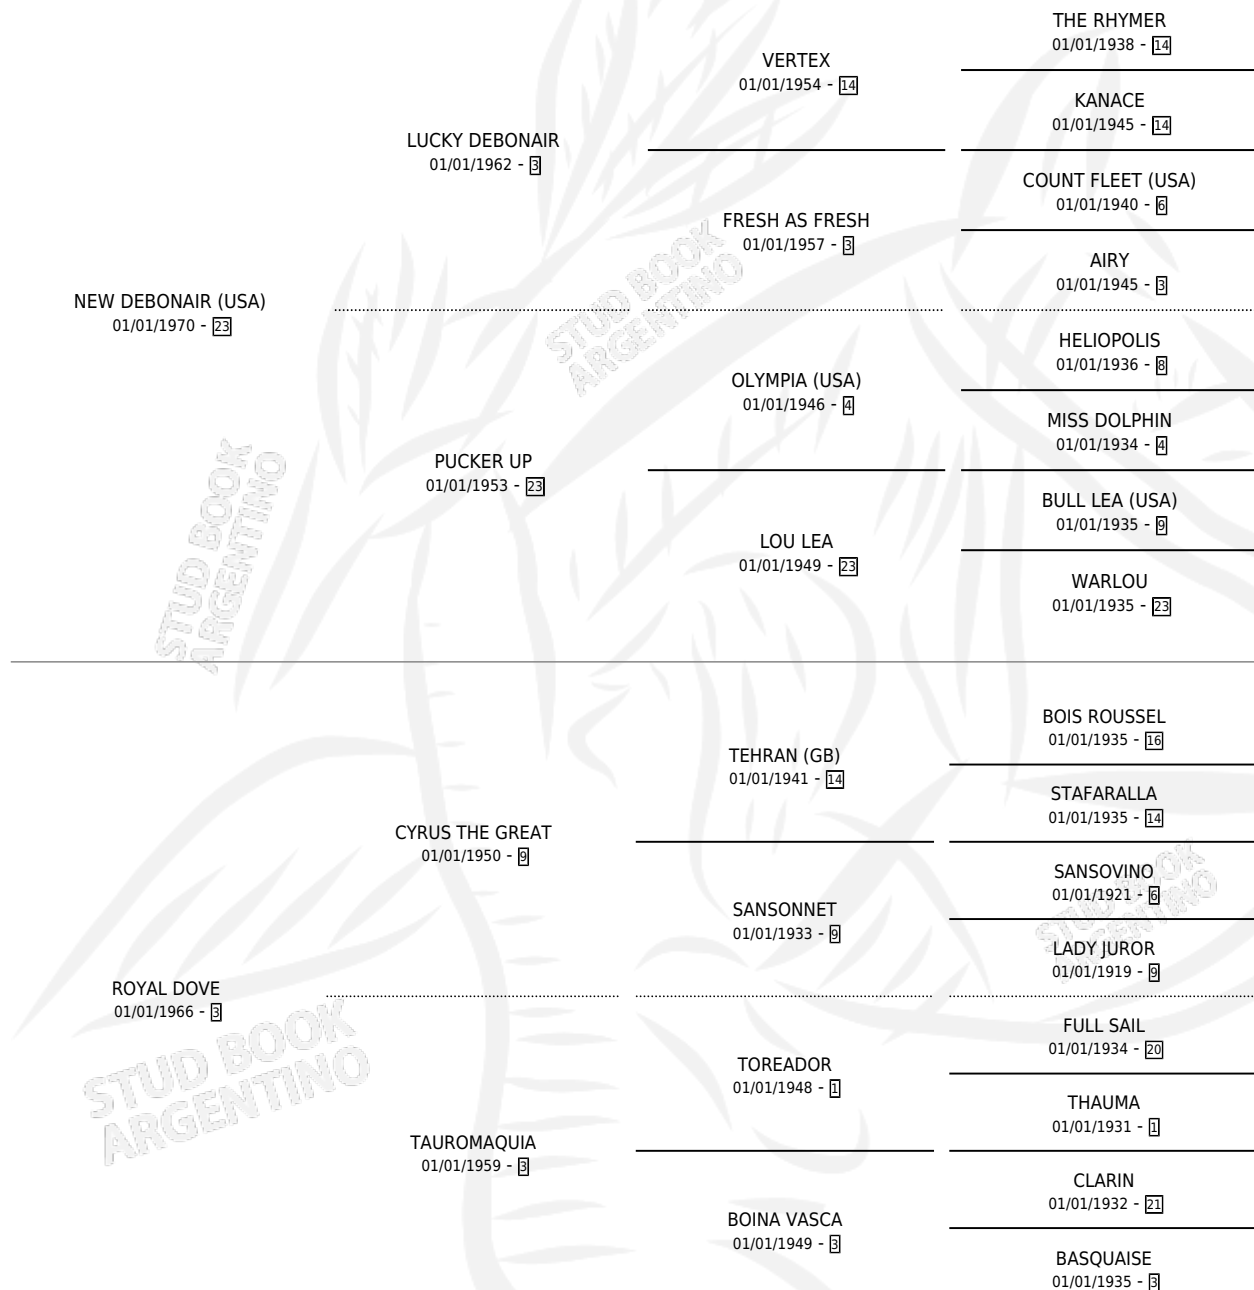 THE RHYMER
01/01/1938 - 14
VERTEX
01/01/1954 - 14
KANACE
01/01/1945 - 14
LUCKY DEBONAIR
01/01/1962 - 3
COUNT FLEET (USA)
01/01/1940 - 6
FRESH AS FRESH
01/01/1957 - 3
AIRY
01/01/1945 - 3
NEW DEBONAIR (USA)
01/01/1970 - 23
HELIOPOLIS
01/01/1936 - 8
OLYMPIA (USA)
01/01/1946 - 4
MISS DOLPHIN
01/01/1934 - 4
PUCKER UP
01/01/1953 - 23
BULL LEA (USA)
01/01/1935 - 9
LOU LEA
01/01/1949 - 23
WARLOU
01/01/1935 - 23
STUD BOOK
ARGENTINO
STUD BOOK
ARGENTINO
BOIS ROUSSEL
01/01/1935 - 16
TEHRAN (GB)
01/01/1941 - 14
STAFARALLA
01/01/1935 - 14
CYRUS THE GREAT
01/01/1950 - 9
SANSOVINO
01/01/1921 - 6
SANSONNET
01/01/1933 - 9
LADY JUROR
01/01/1919 - 9
STUD BOOK
ARGENTINO
ROYAL DOVE
01/01/1966 - 3
FULL SAIL
01/01/1934 - 20
TOREADOR
01/01/1948 - 1
THAUMA
01/01/1931 - 1
TAUROMAQUIA
01/01/1959 - 3
CLARIN
01/01/1932 - 21
BOINA VASCA
01/01/1949 - 3
BASQUAISE
01/01/1935 - 3
STUD BOOK
ARGENTINO